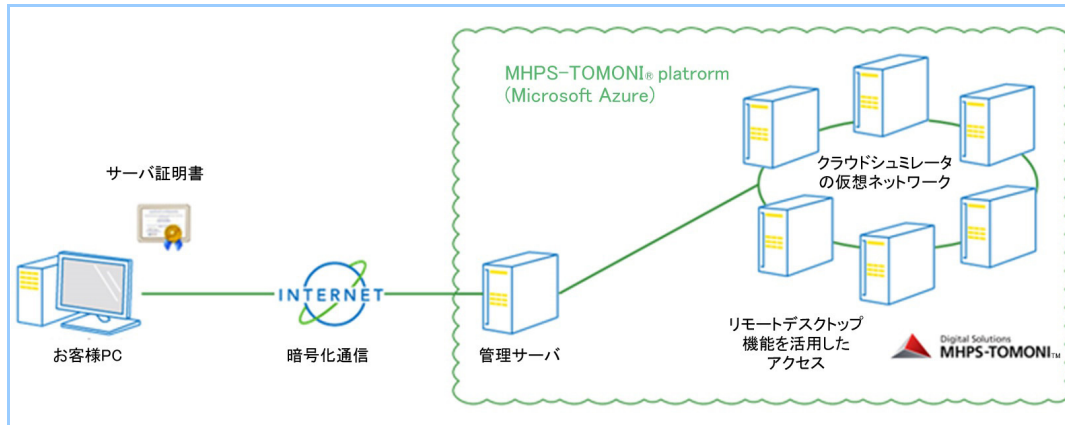 MHPS-TOMONI® platrorm
(Microsoft Azure)
クラウドシュミレータ
の仮想ネットワーク
サーバ証明書
INTERNET
お客様PC
暗号化通信
管理サーバ
リモートデスクトップ
機能を活用した
アクセス
Digital Solutions
MHPS-TOMONI™